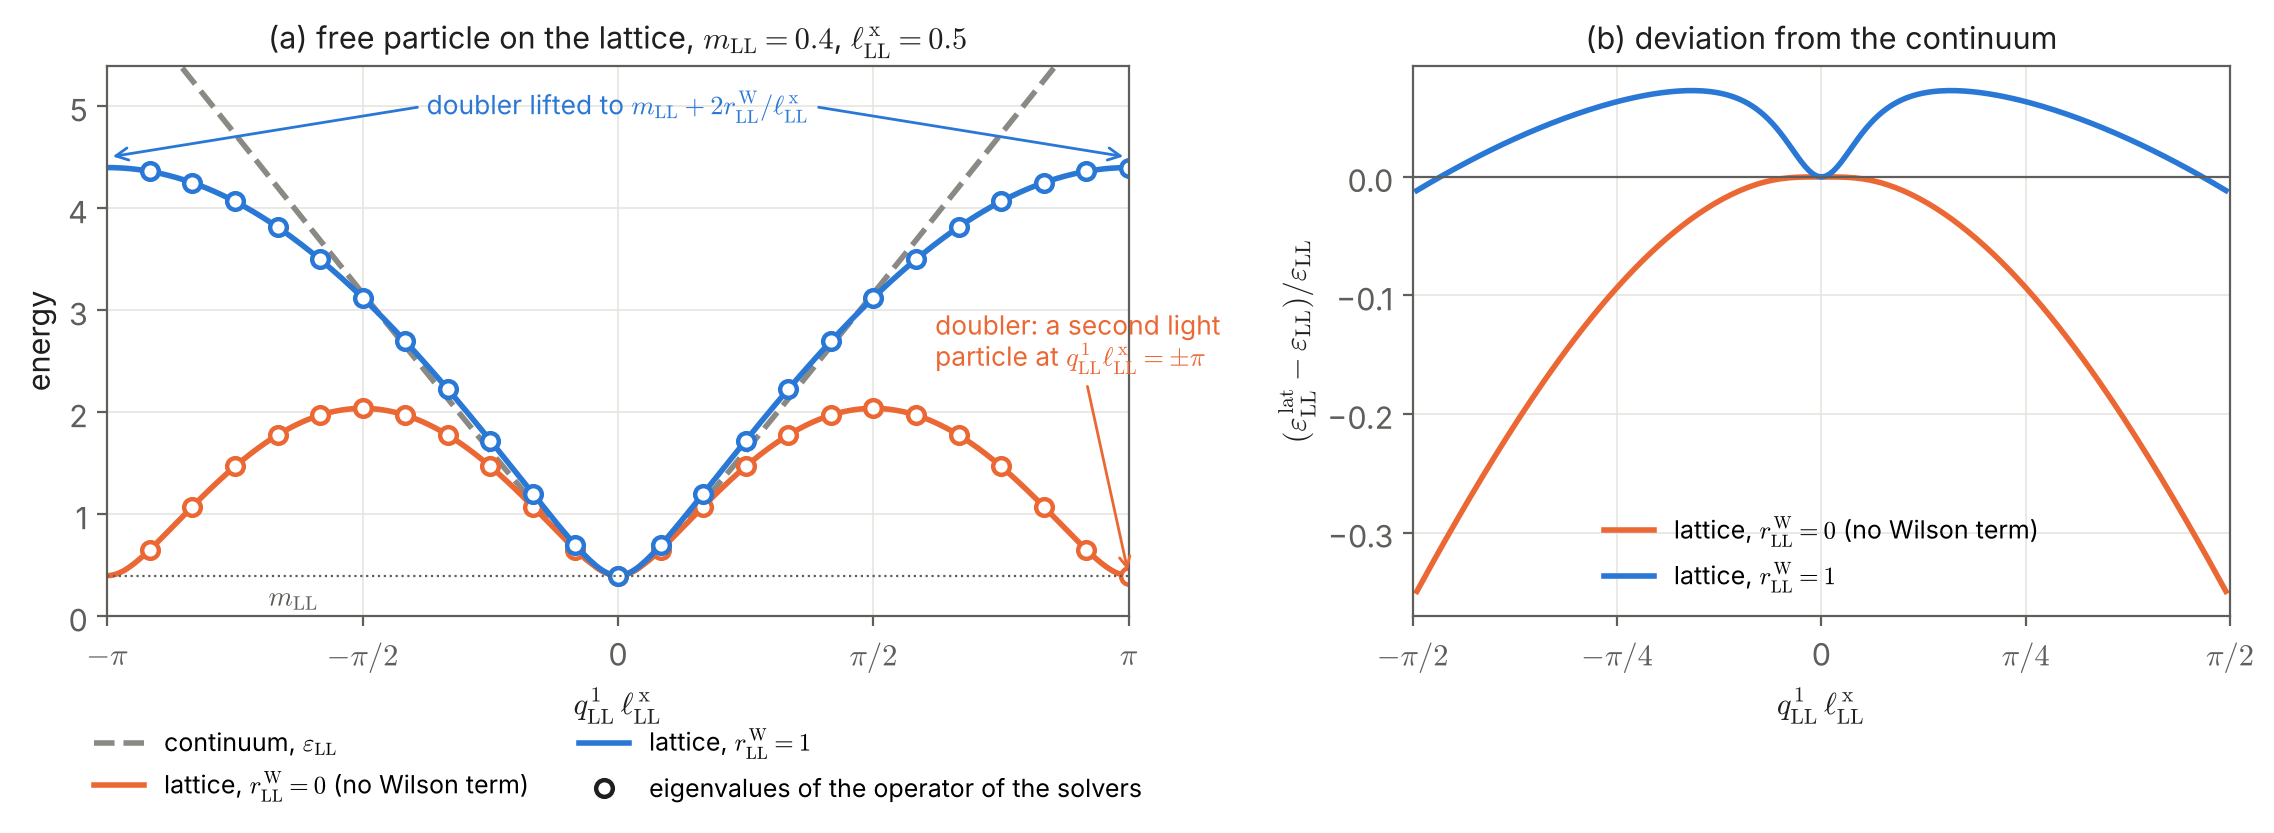 (a) free particle on the lattice, m_LL = 0.4, ℓ^x_LL = 0.5
energy
5
4
3
2
1
0
doubler lifted to m_LL + 2r^W_LL/ℓ^x_LL
doubler: a second light
particle at q^1_LL ℓ^x_LL = ±π
m_LL
−π
−π/2
0
π/2
π
q^1_LL ℓ^x_LL
continuum, ε_LL
lattice, r^W_LL = 0 (no Wilson term)
lattice, r^W_LL = 1
eigenvalues of the operator of the solvers
(b) deviation from the continuum
(ε^lat_LL − ε_LL)/ε_LL
0.0
−0.1
−0.2
−0.3
lattice, r^W_LL = 0 (no Wilson term)
lattice, r^W_LL = 1
−π/2
−π/4
0
π/4
π/2
q^1_LL ℓ^x_LL